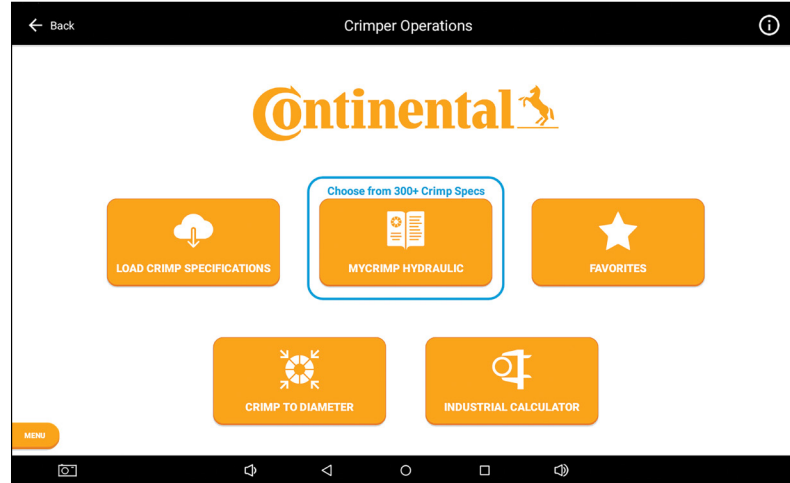 Back
Crimper Operations
Continental
Choose from 300+ Crimp Specs
LOAD CRIMP SPECIFICATIONS
MYCRIMP HYDRAULIC
FAVORITES
CRIMP TO DIAMETER
INDUSTRIAL CALCULATOR
MENU